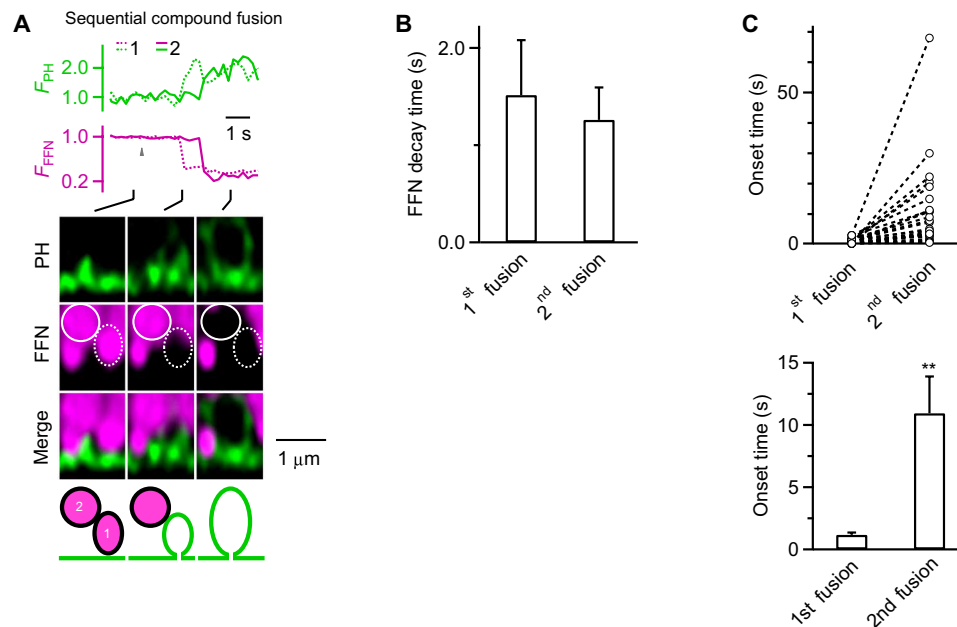 Sequential compound fusion
A
1 2
F_PH
2.0
1.0
1 s
F_FFN
1.0
0.2
PH
FFN
Merge
1 μm
2
1
B
FFN decay time (s)
2.0
0.0
1st fusion
2nd fusion
C
Onset time (s)
50
0
1st fusion
2nd fusion
Onset time (s)
15
10
5
0
**
1st fusion
2nd fusion